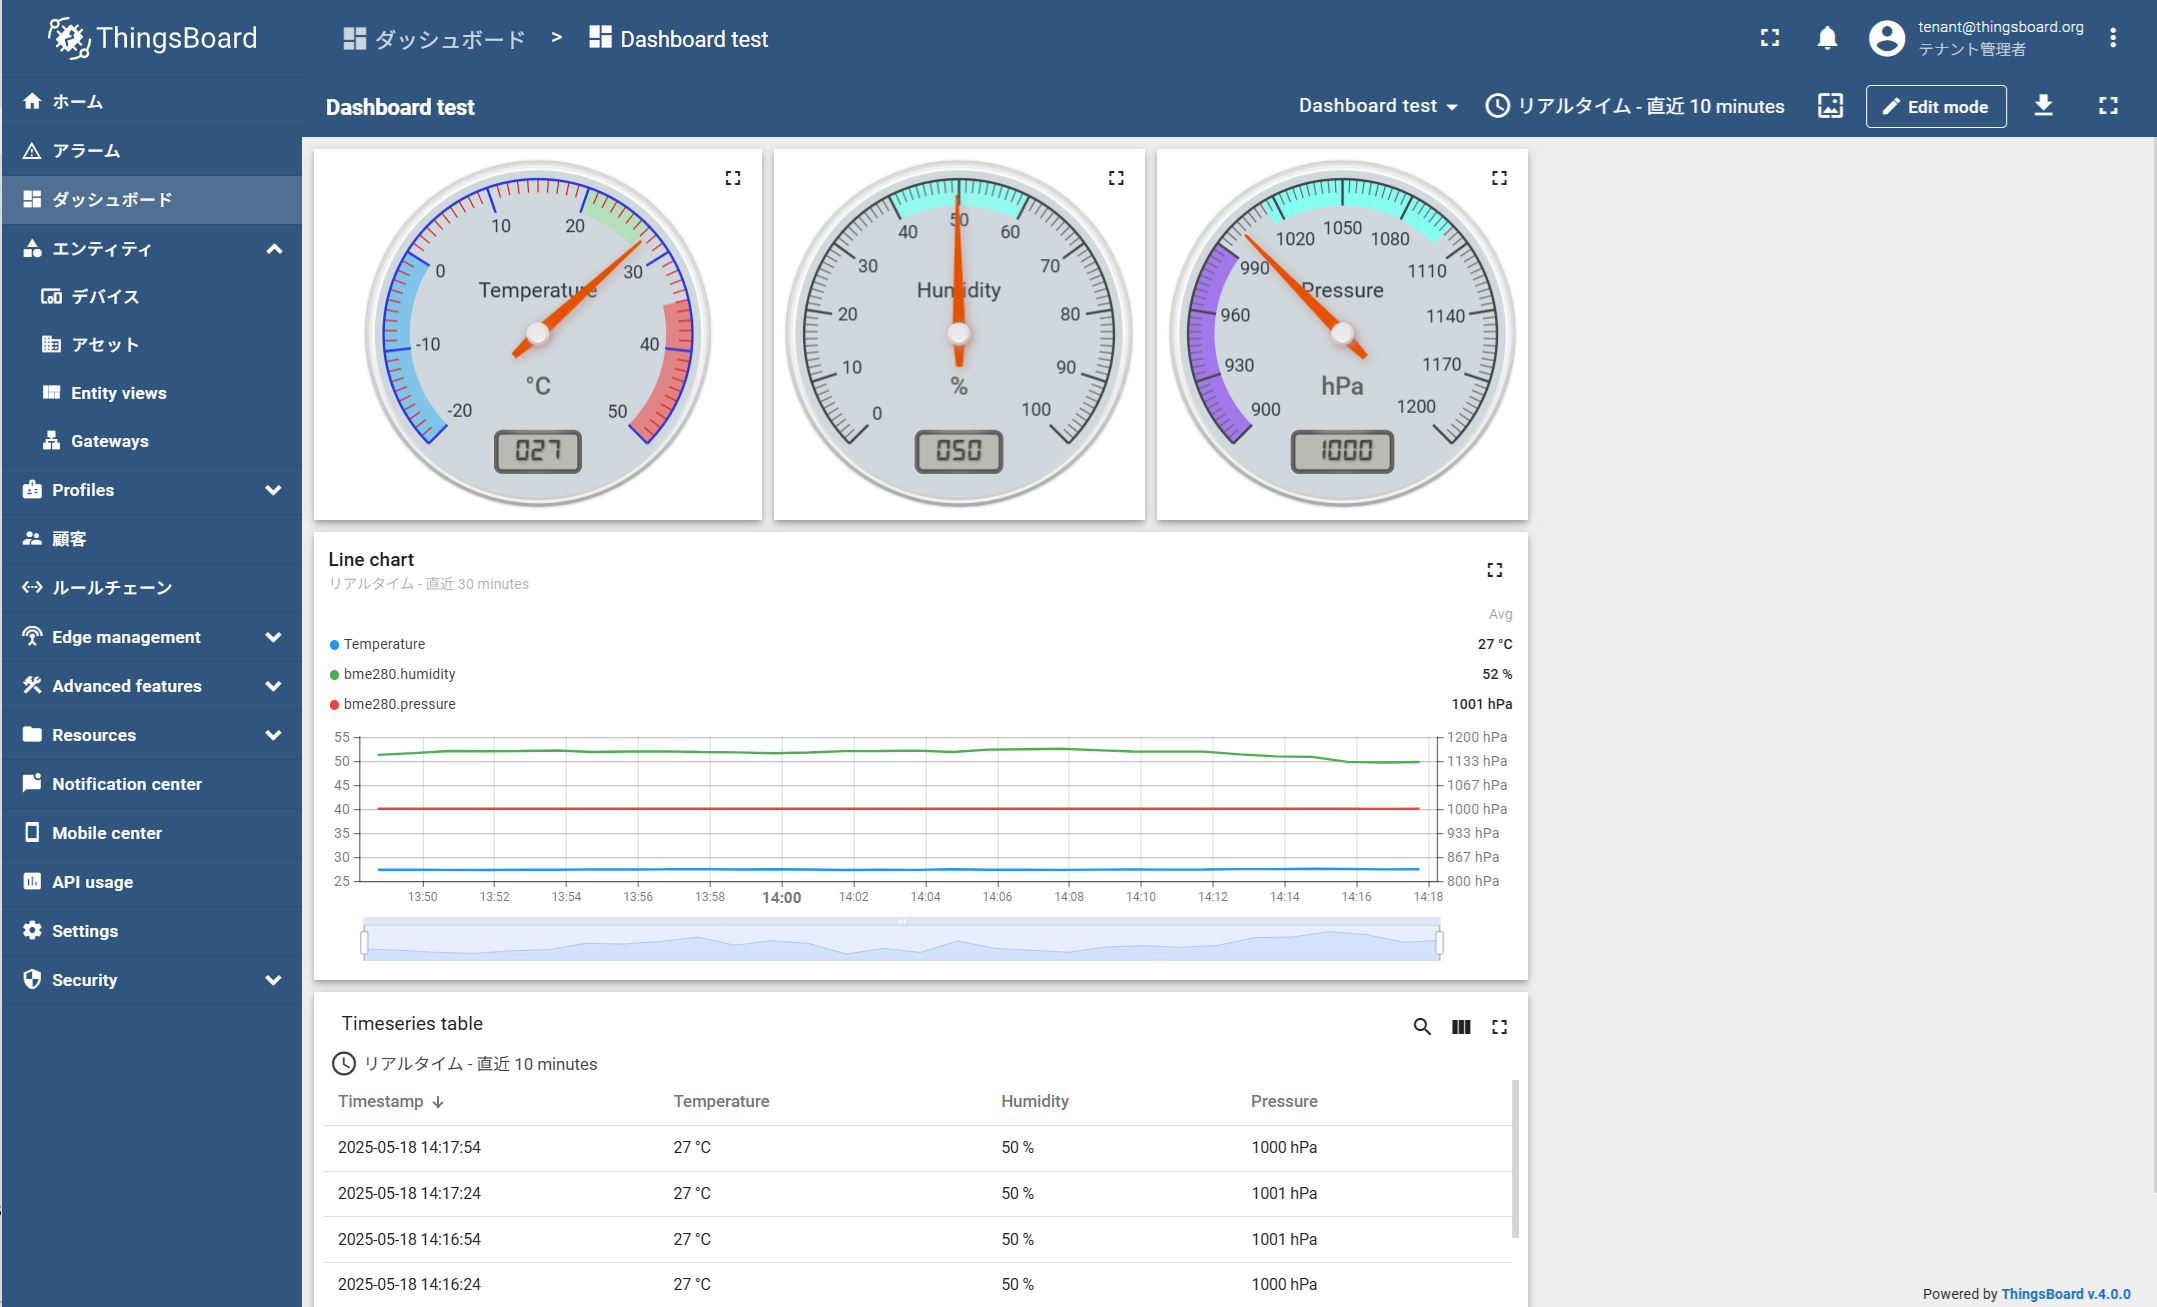 ThingsBoard
ダッシュボード > Dashboard test
tenant@thingsboard.org
テナント管理者
ホーム
アラーム
ダッシュボード
エンティティ
デバイス
アセット
Entity views
Gateways
Profiles
顧客
ルールチェーン
Edge management
Advanced features
Resources
Notification center
Mobile center
API usage
Settings
Security
Dashboard test
Dashboard test
リアルタイム - 直近 10 minutes
Edit mode
-20
-10
0
10
20
30
40
50
Temperature
°C
027
0
10
20
30
40
50
60
70
80
90
100
Humidity
%
050
900
930
960
990
1020
1050
1080
1110
1140
1170
1200
Pressure
hPa
1000
Line chart
リアルタイム - 直近 30 minutes
Avg
Temperature 27 °C
bme280.humidity 52 %
bme280.pressure 1001 hPa
55 1200 hPa
50 1133 hPa
45 1067 hPa
40 1000 hPa
35 933 hPa
30 867 hPa
25 800 hPa
13:50 13:52 13:54 13:56 13:58 14:00 14:02 14:04 14:06 14:08 14:10 14:12 14:14 14:16 14:18
Timeseries table
リアルタイム - 直近 10 minutes
Timestamp Temperature Humidity Pressure
2025-05-18 14:17:54 27 °C 50 % 1000 hPa
2025-05-18 14:17:24 27 °C 50 % 1001 hPa
2025-05-18 14:16:54 27 °C 50 % 1001 hPa
2025-05-18 14:16:24 27 °C 50 % 1000 hPa
Powered by ThingsBoard v.4.0.0